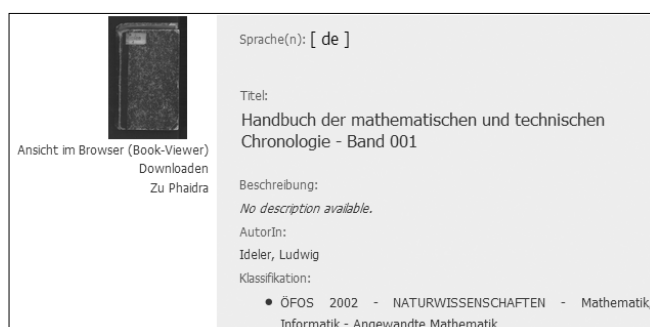 Ansicht im Browser (Book-Viewer)
Downloaden
Zu Phaidra
Sprache(n): [ de ]
Titel:
Handbuch der mathematischen und technischen
Chronologie - Band 001
Beschreibung:
No description available.
AutorIn:
Ideler, Ludwig
Klassifikation:
• ÖFOS 2002 - NATURWISSENSCHAFTEN - Mathematik,
Informatik - Angewandte Mathematik